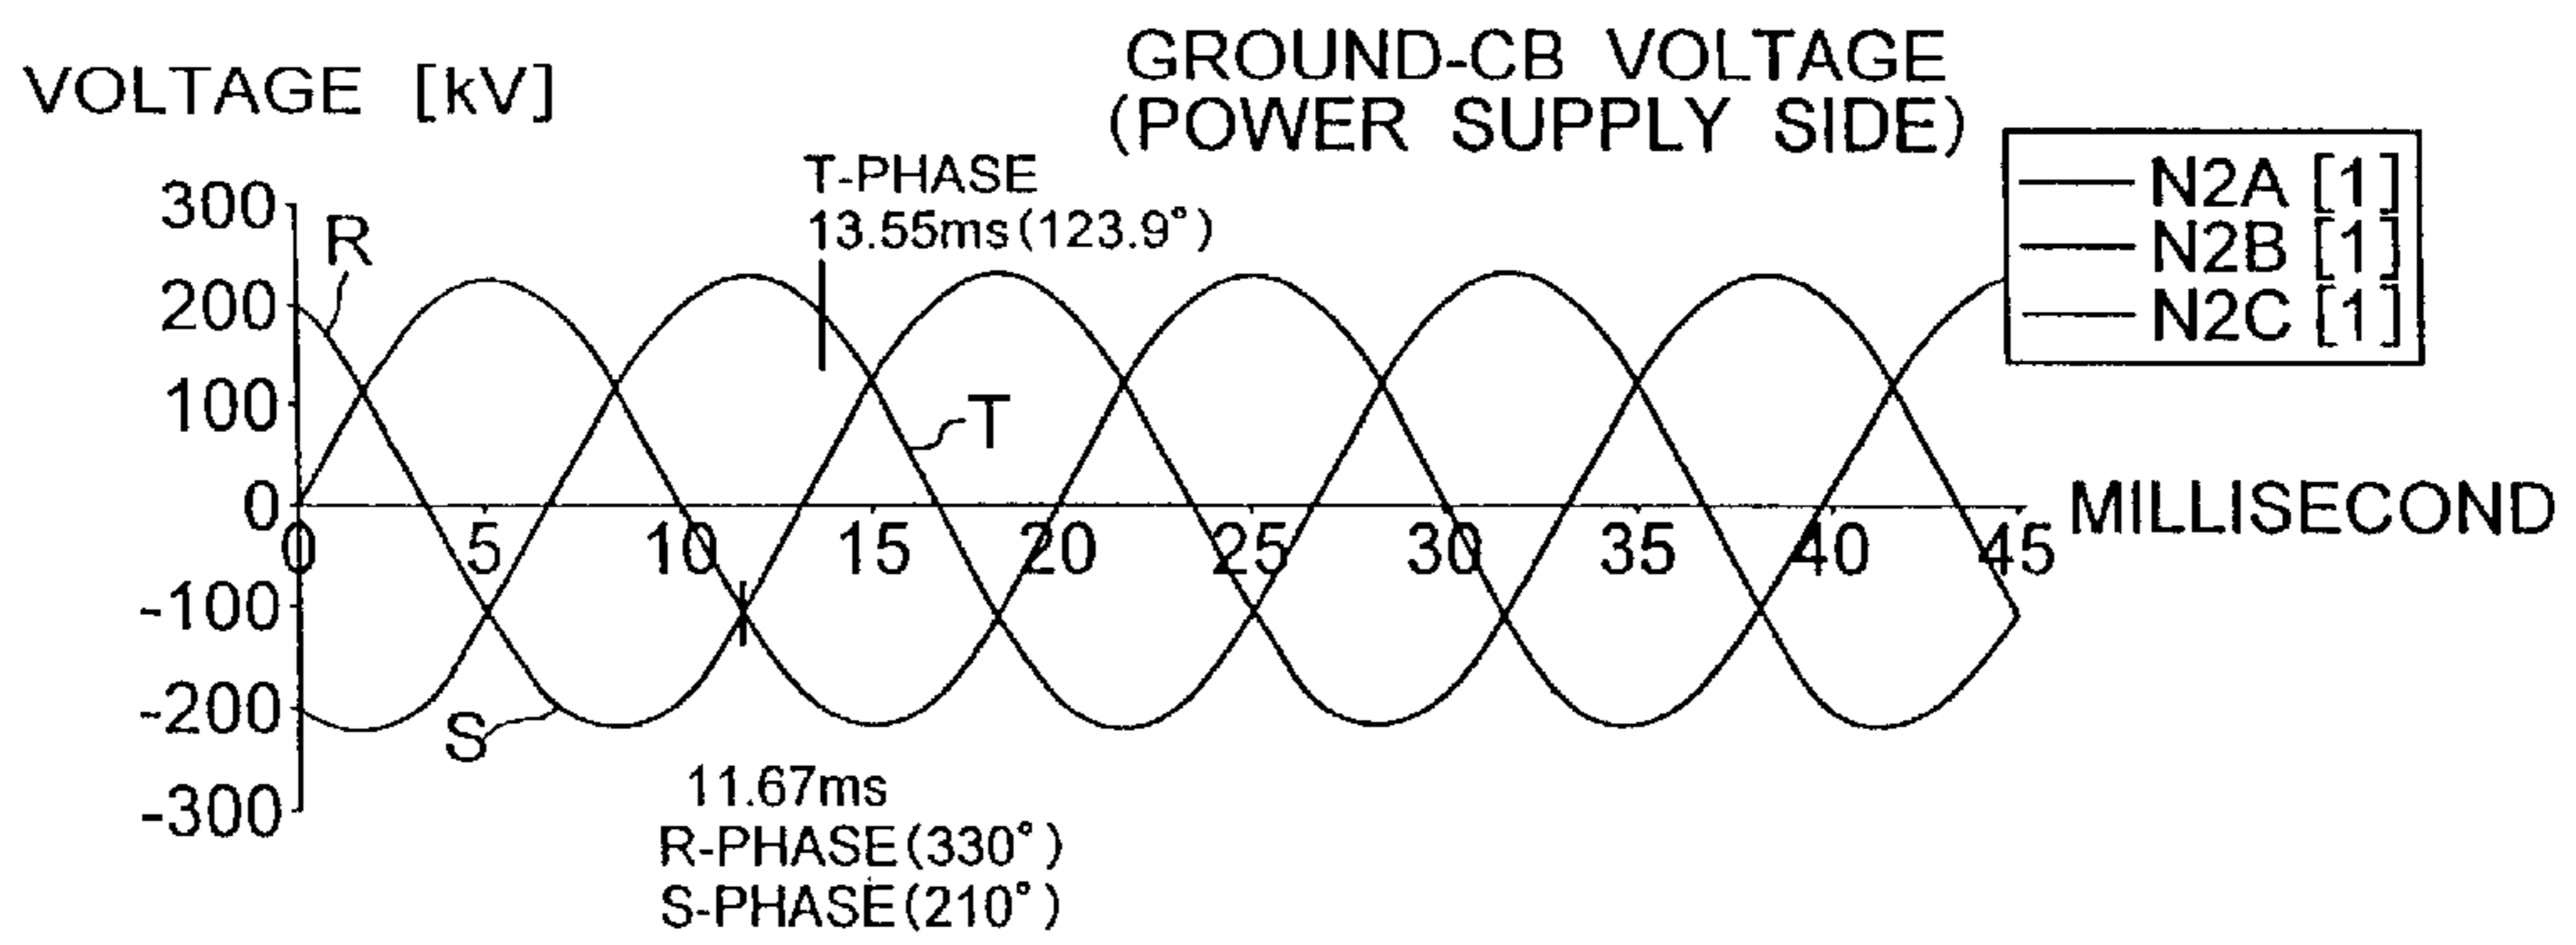 GROUND-CB VOLTAGE
(POWER SUPPLY SIDE)
VOLTAGE [kV]
N2A [1]
N2B [1]
N2C [1]
T-PHASE
13.55ms(123.9°)
300
R
200
100
T
0
MILLISECOND
0 5 10 15 20 25 30 35 40 45
-100
-200
S
-300
11.67ms
R-PHASE(330°)
S-PHASE(210°)